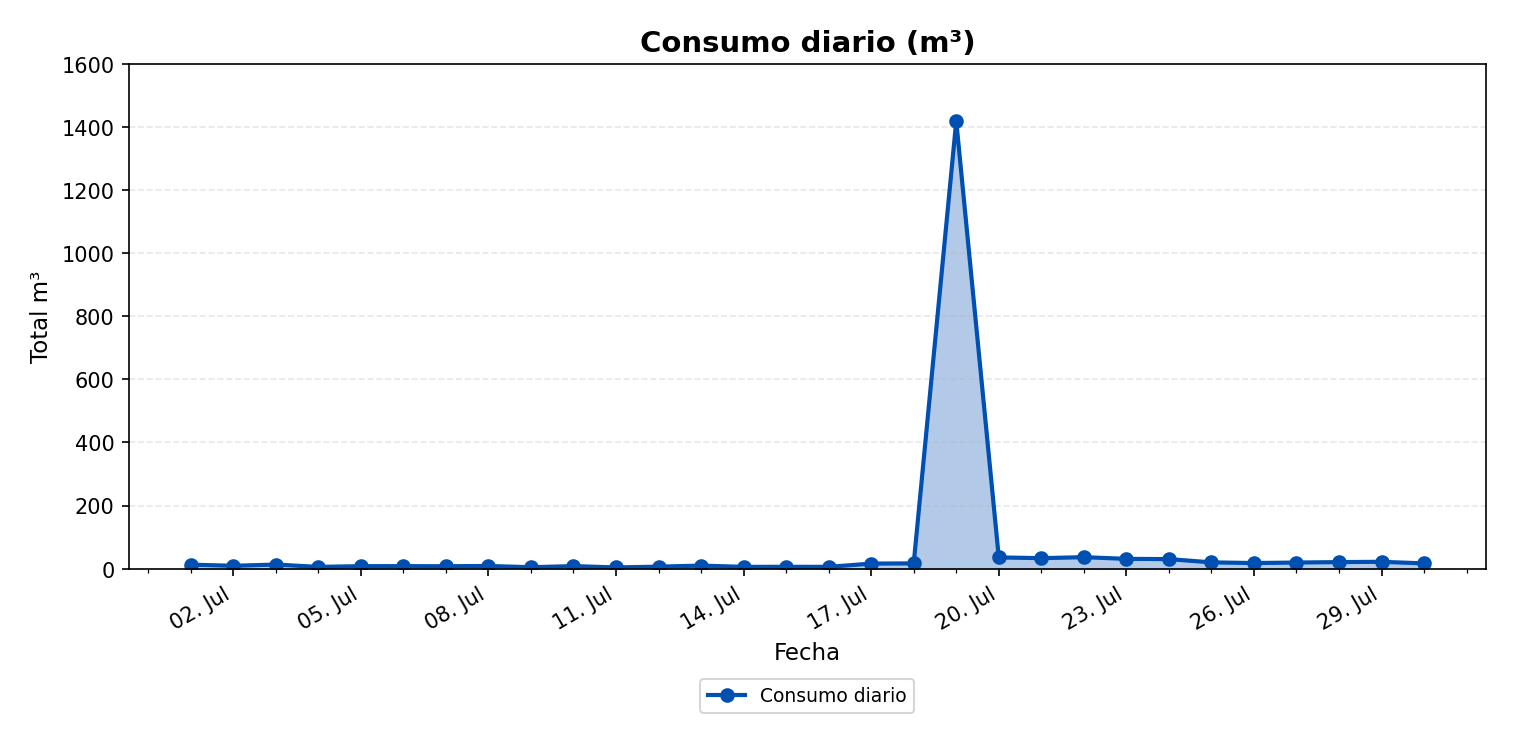 Consumo diario (m³)
1600
1400
1200
1000
800
600
400
200
0
Total m³
02. Jul
05. Jul
08. Jul
11. Jul
14. Jul
17. Jul
20. Jul
23. Jul
26. Jul
29. Jul
Fecha
Consumo diario